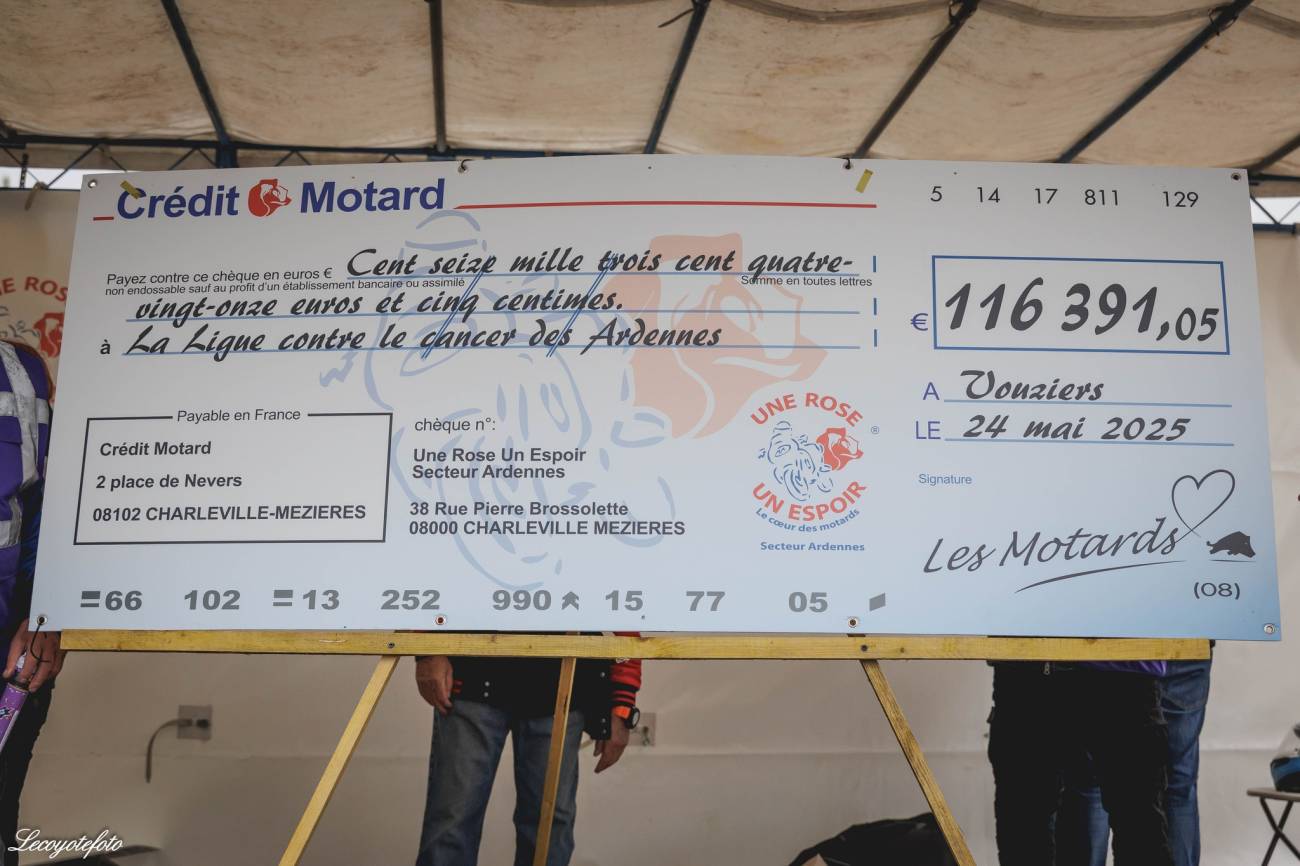 Crédit Motard
5 14 17 811 129
Payez contre ce chèque en euros € Cent seize mille trois cent quatre-
non endossable sauf au profit d'un établissement bancaire ou assimilé
Somme en toutes lettres
vingt-onze euros et cinq centimes.
à La Ligue contre le cancer des Ardennes
€ 116 391,05
A Vouziers
LE 24 mai 2025
Signature
Les Motards
(08)
Payable en France
Crédit Motard
2 place de Nevers
08102 CHARLEVILLE-MEZIERES
chèque n°:
Une Rose Un Espoir
Secteur Ardennes
38 Rue Pierre Brossolette
08000 CHARLEVILLE MEZIERES
UNE ROSE
®
UN ESPOIR
Le cœur des motards
Secteur Ardennes
=66 102 =13 252 990 15 77 05
NE ROS
Lecoyotefoto